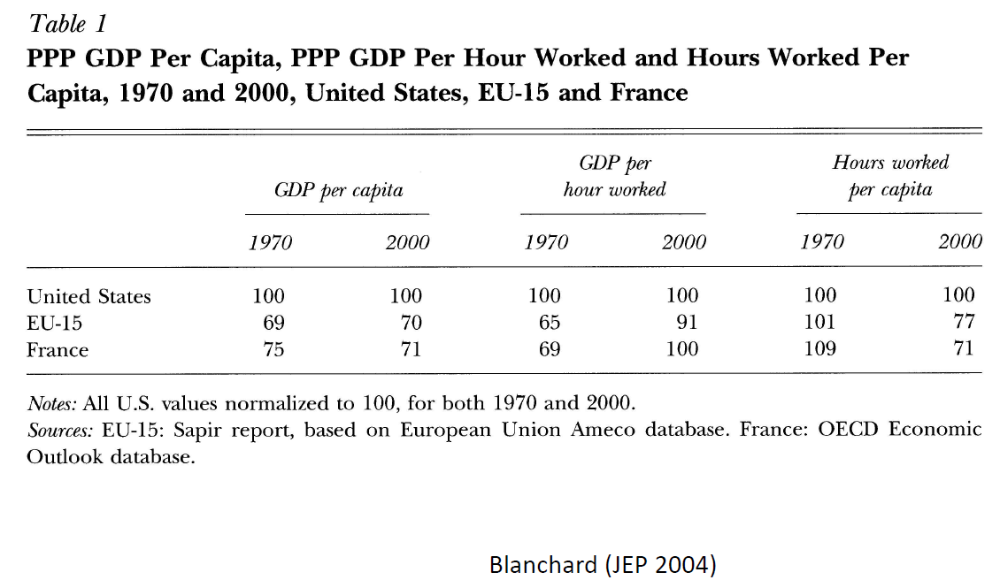 Table 1
PPP GDP Per Capita, PPP GDP Per Hour Worked and Hours Worked Per
Capita, 1970 and 2000, United States, EU-15 and France
GDP per capita GDP per hour worked Hours worked per capita
1970 2000 1970 2000 1970 2000
United States 100 100 100 100 100 100
EU-15 69 70 65 91 101 77
France 75 71 69 100 109 71
Notes: All U.S. values normalized to 100, for both 1970 and 2000.
Sources: EU-15: Sapir report, based on European Union Ameco database. France: OECD Economic
Outlook database.
Blanchard (JEP 2004)